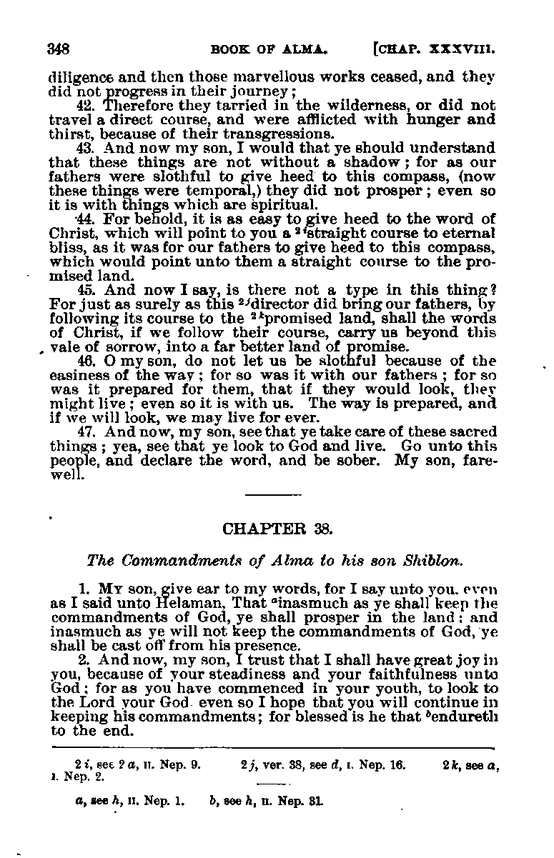 348 BOOK OF ALMA. [CHAP. XXXVIII.
diligence and then those marvellous works ceased, and they
did not progress in their journey;
42. Therefore they tarried in the wilderness, or did not
travel a direct course, and were afflicted with hunger and
thirst, because of their transgressions.
43. And now my son, I would that ye should understand
that these things are not without a shadow; for as our
fathers were slothful to give heed to this compass, (now
these things were temporal,) they did not prosper; even so
it is with things which are spiritual.
44. For behold, it is as easy to give heed to the word of
Christ, which will point to you a 2istraight course to eternal
bliss, as it was for our fathers to give heed to this compass,
which would point unto them a straight course to the pro-
mised land.
45. And now I say, is there not a type in this thing?
For just as surely as this 2jdirector did bring our fathers, by
following its course to the 2kpromised land, shall the words
of Christ, if we follow their course, carry us beyond this
vale of sorrow, into a far better land of promise.
46. O my son, do not let us be slothful because of the
easiness of the way; for so was it with our fathers; for so
was it prepared for them, that if they would look, they
might live; even so it is with us. The way is prepared, and
if we will look, we may live for ever.
47. And now, my son, see that ye take care of these sacred
things; yea, see that ye look to God and live. Go unto this
people, and declare the word, and be sober. My son, fare-
well.
CHAPTER 38.
The Commandments of Alma to his son Shiblon.
1. MY son, give ear to my words, for I say unto you. even
as I said unto Helaman, That ainasmuch as ye shall keep the
commandments of God, ye shall prosper in the land: and
inasmuch as ye will not keep the commandments of God, ye
shall be cast off from his presence.
2. And now, my son, I trust that I shall have great joy in
you, because of your steadiness and your faithfulness unto
God; for as you have commenced in your youth, to look to
the Lord your God even so I hope that you will continue in
keeping his commandments; for blessed is he that bendureth
to the end.
2 i, see 2 a, II. Nep. 9. 2 j, ver. 38, see d, I. Nep. 16. 2 k, see a,
I. Nep. 2.
a, see h, II. Nep. 1. b, see h, II. Nep. 31.